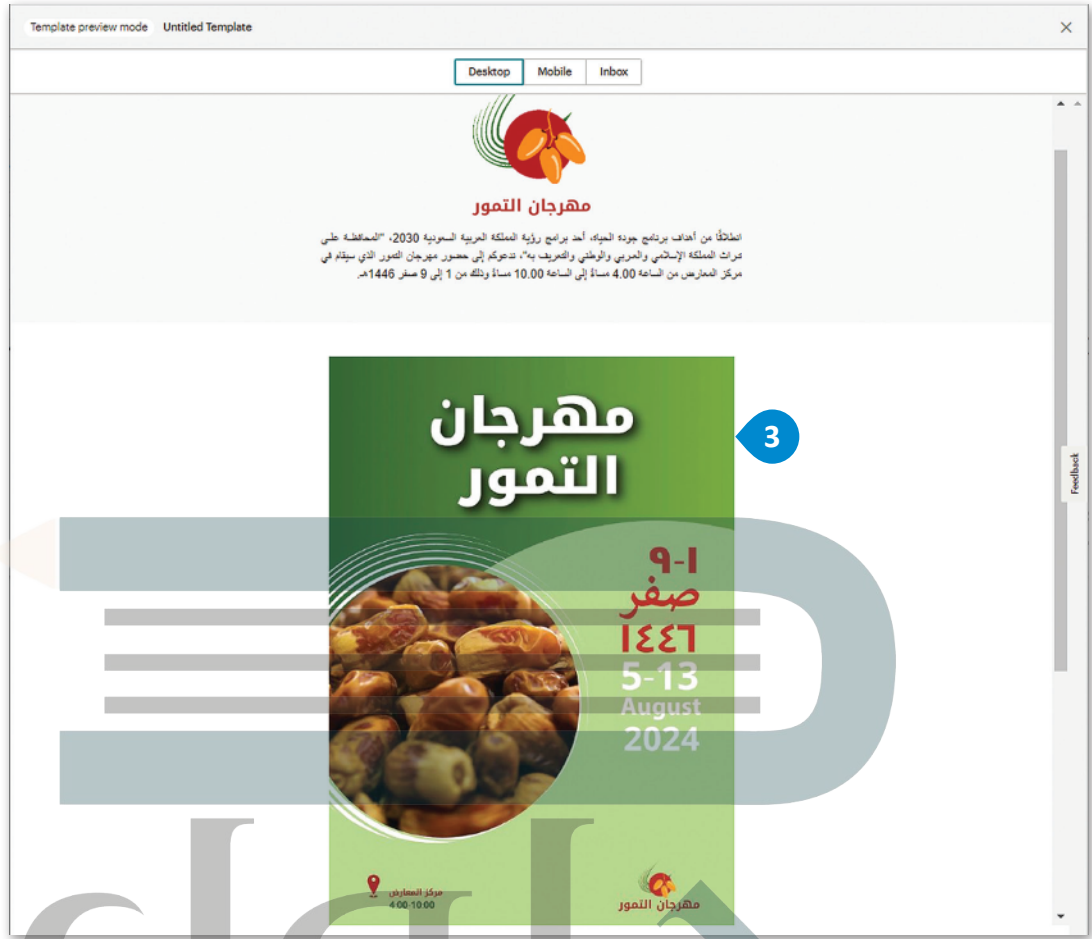 Template preview mode Untitled Template
Desktop Mobile Inbox
مهرجان التمور
انطلاقًا من أهداف برنامج جودة الحياة، أحد برامج رؤية المملكة العربية السعودية 2030، "المحافظة على
تراث المملكة الإسلامي والعربي والوطني والتعريف به"، ندعوكم إلى حضور مهرجان التمور الذي سيقام في
مركز المعارض من الساعة 4.00 مساءً إلى الساعة 10.00 مساءً وذلك من 1 إلى 9 صفر 1446هـ.
مهرجان
التمور
3
Feedback
١-٩
صفر
١٤٤٦
5-13
August
2024
مركز المعارض
4:00-10:00
مهرجان التمور